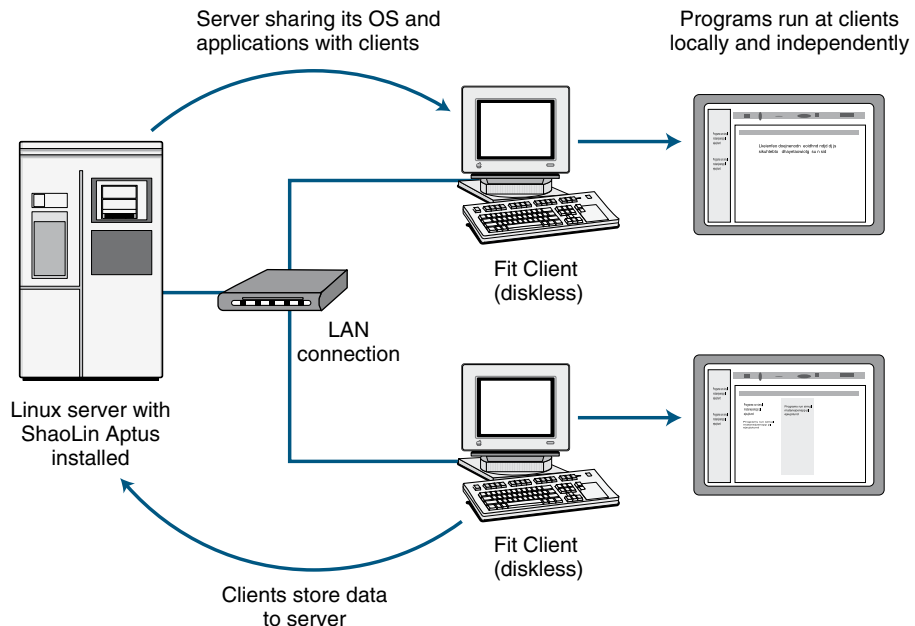 Server sharing its OS and
applications with clients
Programs run at clients
locally and independently
Fit Client
(diskless)
LAN
connection
Linux server with
ShaoLin Aptus
installed
Fit Client
(diskless)
Clients store data
to server